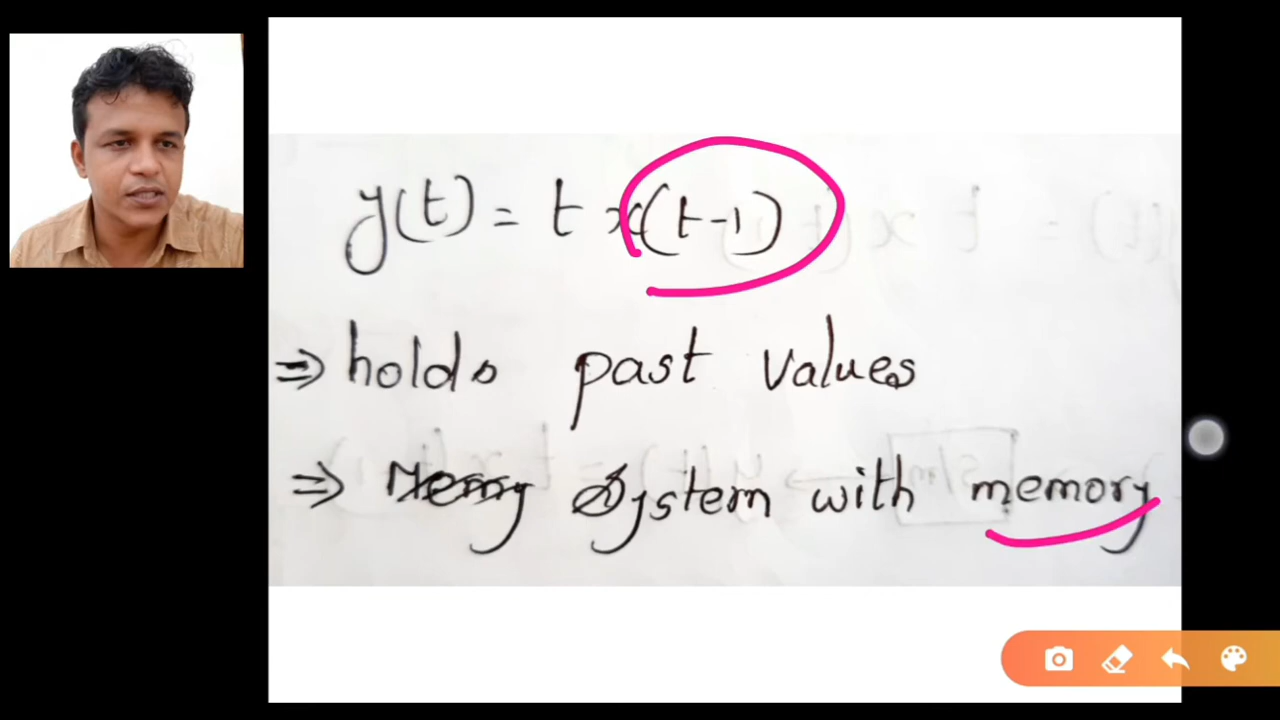 y(t) = t x(t-1)
⇒ holds past values
⇒ System with memory